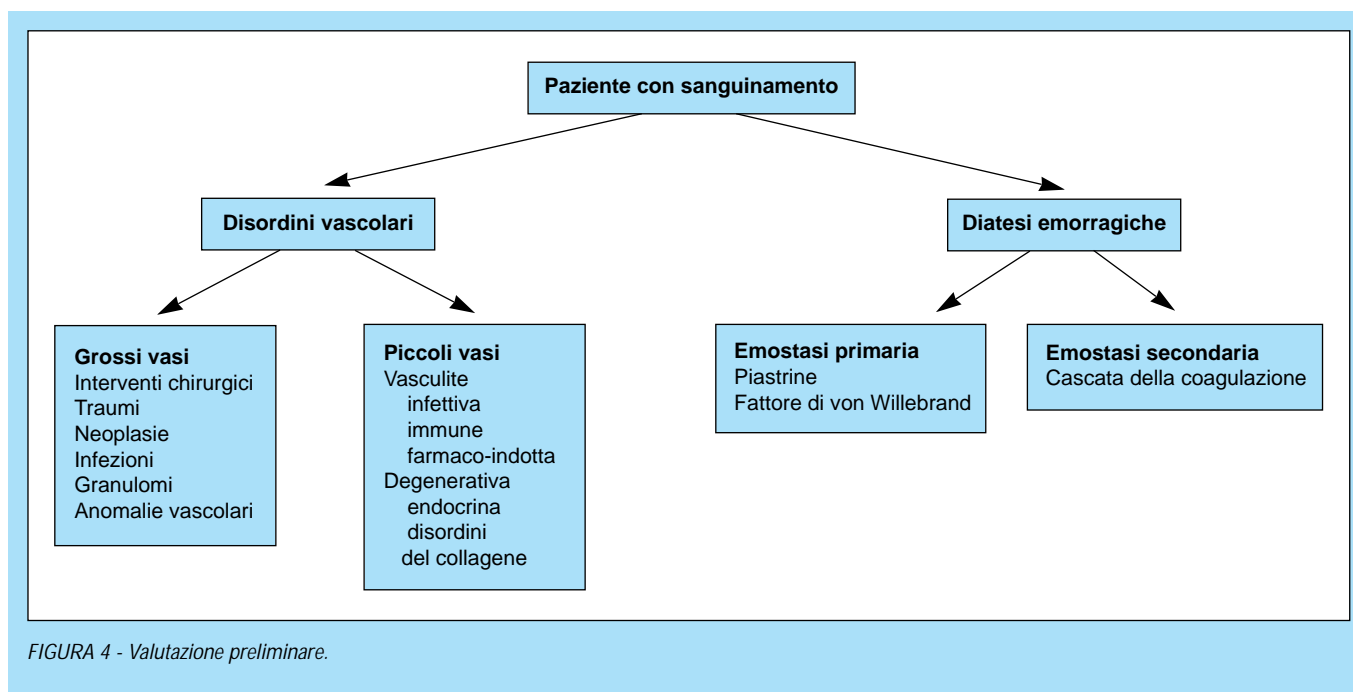 Paziente con sanguinamento
Disordini vascolari
Diatesi emorragiche
Grossi vasi
Interventi chirurgici
Traumi
Neoplasie
Infezioni
Granulomi
Anomalie vascolari
Piccoli vasi
Vasculite
infettiva
immune
farmaco-indotta
Degenerativa
endocrina
disordini
del collagene
Emostasi primaria
Piastrine
Fattore di von Willebrand
Emostasi secondaria
Cascata della coagulazione
FIGURA 4 - Valutazione preliminare.